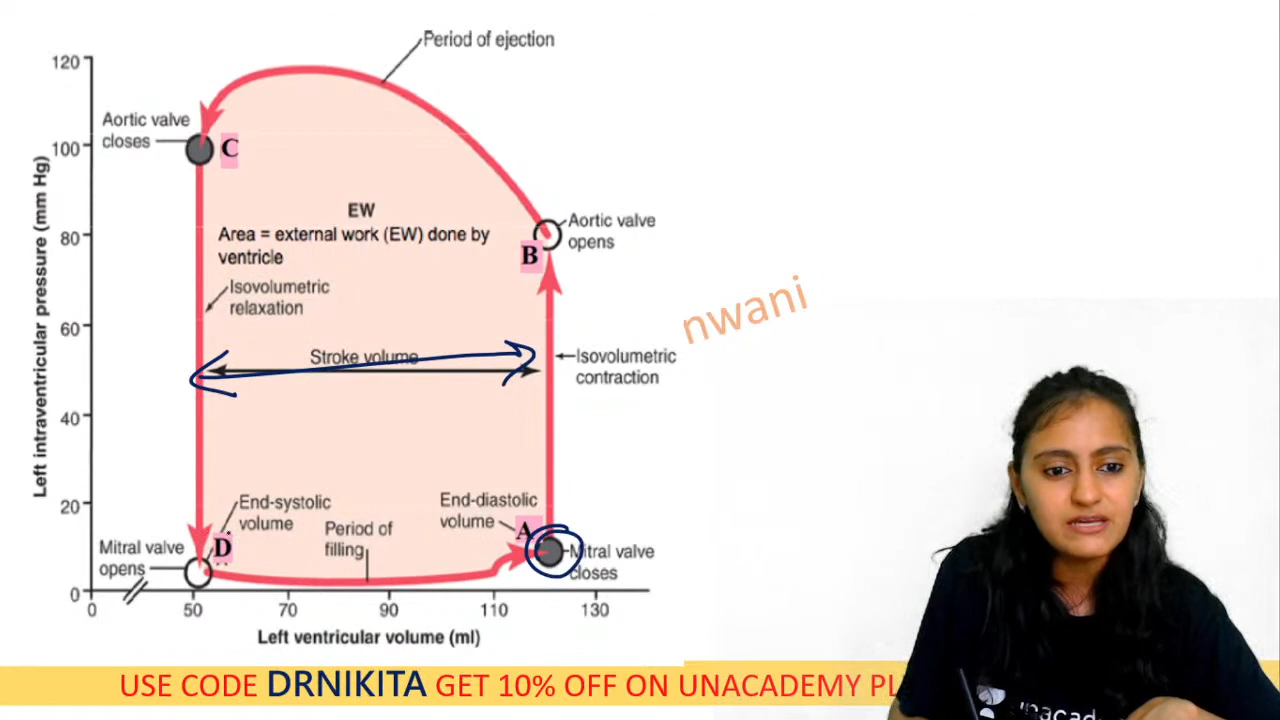 Period of ejection
120
Aortic valve
closes
100
C
EW
Area = external work (EW) done by
ventricle
Aortic valve
opens
80
B
Isovolumetric
relaxation
nwani
60
Stroke volume
Isovolumetric
contraction
40
20
End-systolic
volume
End-diastolic
volume
Period of
filling
A
D
Mitral valve
opens
Mitral valve
closes
0
0 50 70 90 110 130
Left intraventricular pressure (mm Hg)
Left ventricular volume (ml)
USE CODE DRNIKITA GET 10% OFF ON UNACADEMY